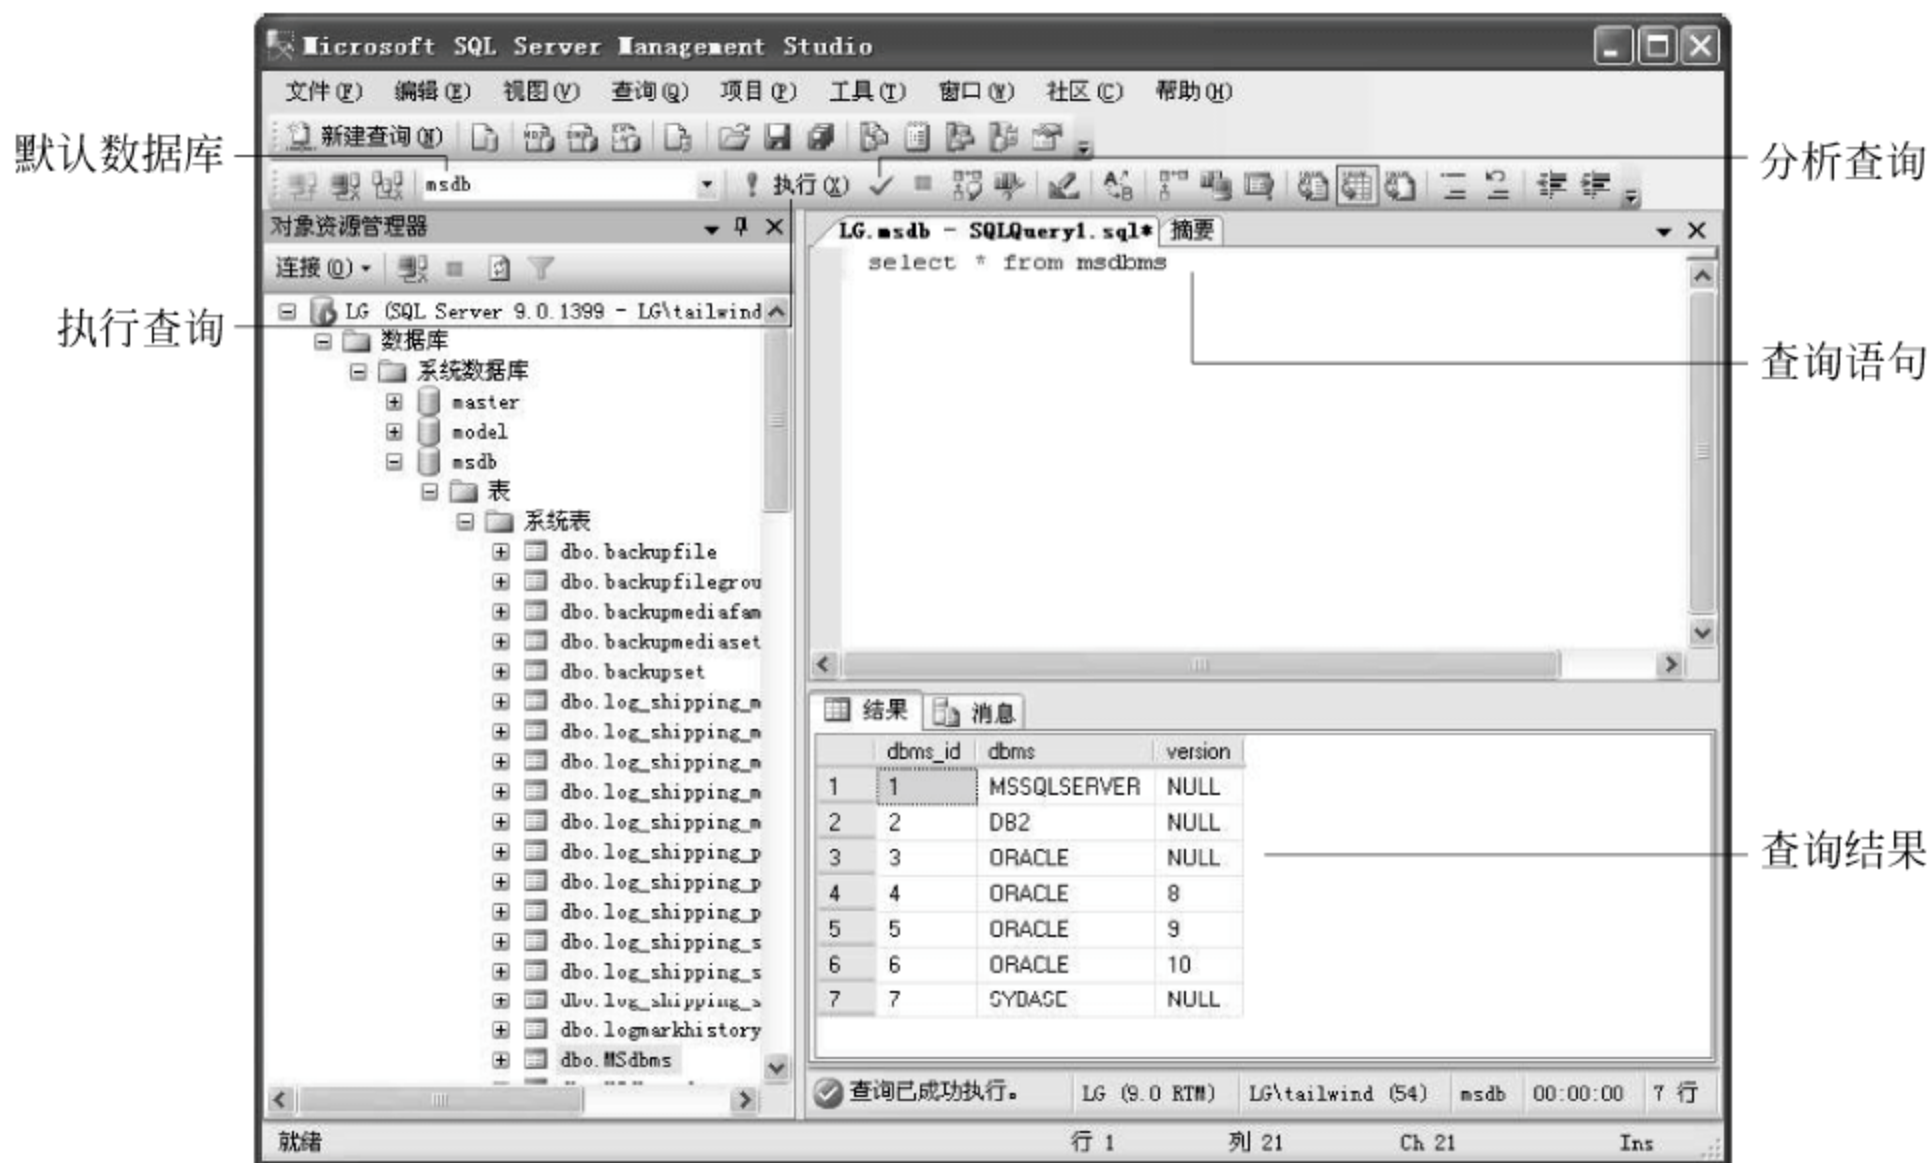 Microsoft SQL Server Management Studio
文件(F) 编辑(E) 视图(V) 查询(Q) 项目(P) 工具(T) 窗口(W) 社区(C) 帮助(H)
新建查询(N)
默认数据库
分析查询
msdb 执行(X)
对象资源管理器
LG.msdb - SQLQuery1.sql* 摘要
连接(O)
select * from msdbms
执行查询
查询语句
LG (SQL Server 9.0.1399 - LG\tailwind
数据库
系统数据库
master
model
msdb
表
系统表
dbo.backupfile
dbo.backupfilegrou
dbo.backupmediafam
dbo.backupmediaset
dbo.backupset
dbo.log_shipping_m
dbo.log_shipping_m
dbo.log_shipping_m
dbo.log_shipping_m
dbo.log_shipping_m
dbo.log_shipping_p
dbo.log_shipping_p
dbo.log_shipping_p
dbo.log_shipping_s
dbo.log_shipping_s
dbo.log_shipping_s
dbo.logmarkhistory
dbo.MSdbms
结果 消息
dbms_id dbms version
1 1 MSSQLSERVER NULL
2 2 DB2 NULL
3 3 ORACLE NULL
4 4 ORACLE 8
5 5 ORACLE 9
6 6 ORACLE 10
7 7 SYBASE NULL
查询结果
查询已成功执行。 LG (9.0 RTM) LG\tailwind (54) msdb 00:00:00 7 行
就绪 行 1 列 21 Ch 21 Ins